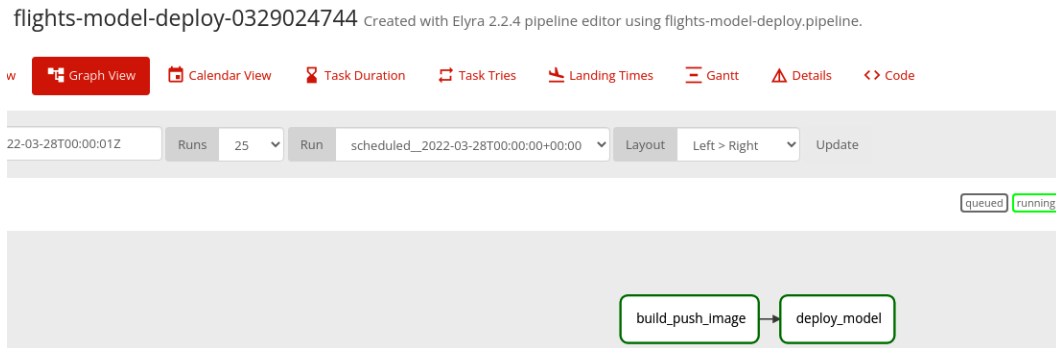 flights-model-deploy-0329024744 Created with Elyra 2.2.4 pipeline editor using flights-model-deploy.pipeline.
w Graph View Calendar View Task Duration Task Tries Landing Times Gantt Details Code
22-03-28T00:00:01Z Runs 25 Run scheduled__2022-03-28T00:00:00+00:00 Layout Left > Right Update
queued running
build_push_image deploy_model